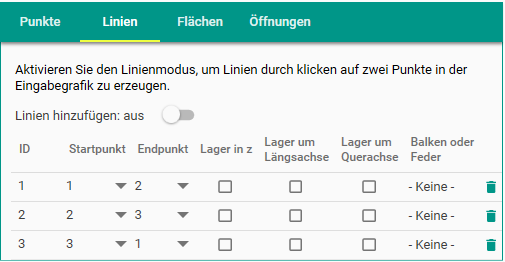 Punkte Linien Flächen Öffnungen
Aktivieren Sie den Linienmodus, um Linien durch klicken auf zwei Punkte in der
Eingabegrafik zu erzeugen.
Linien hinzufügen: aus
ID Startpunkt Endpunkt Lager in z Lager um Längsachse Lager um Querachse Balken oder Feder
1 1 2 - Keine -
2 2 3 - Keine -
3 3 1 - Keine -